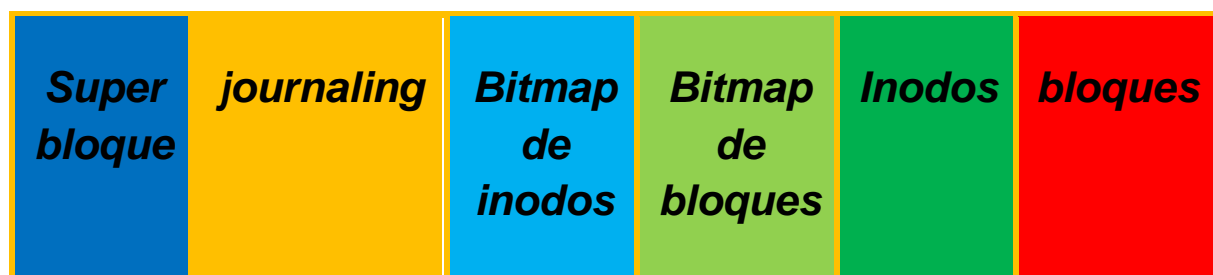 Super
bloque
journaling
Bitmap
de
inodos
Bitmap
de
bloques
Inodos
bloques